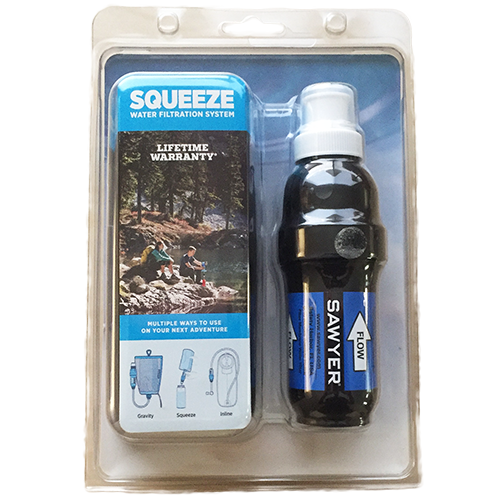 SQUEEZE
WATER FILTRATION SYSTEM
LIFETIME
WARRANTY*
MULTIPLE WAYS TO USE
ON YOUR NEXT ADVENTURE
Gravity
Squeeze
Inline
SAWYER
FLOW
FLOW